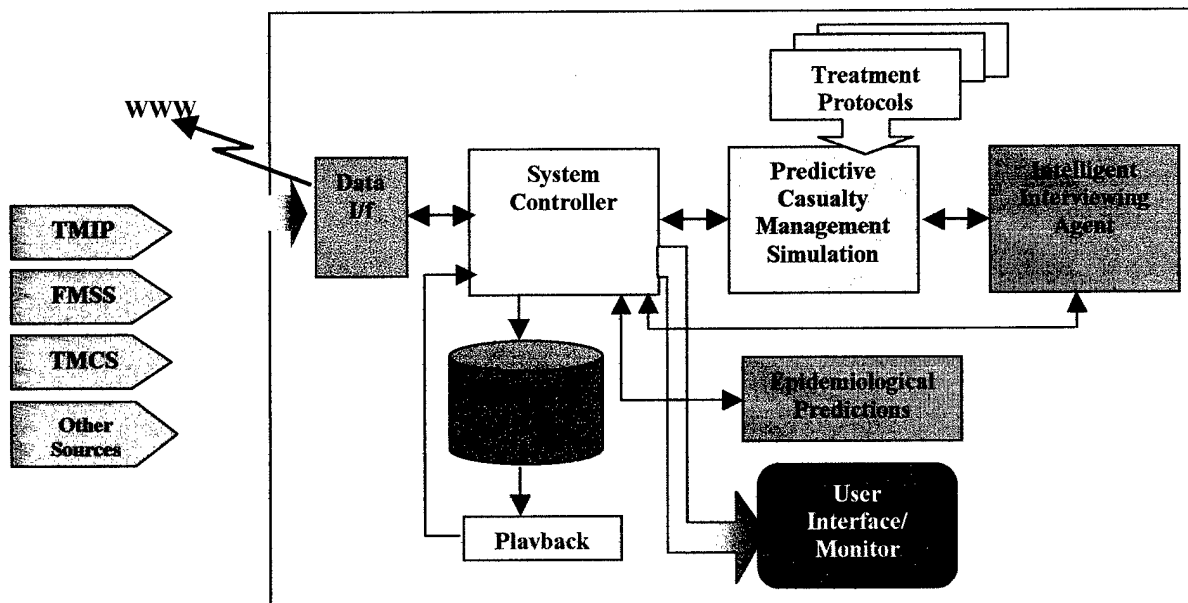 Treatment
Protocols
WWW
Data
I/f
System
Controller
Predictive
Casualty
Management
Simulation
Intelligent
Interviewing
Agent
TMIP
FMSS
TMCS
Other
Sources
Epidemiological
Predictions
User
Interface/
Monitor
Playback